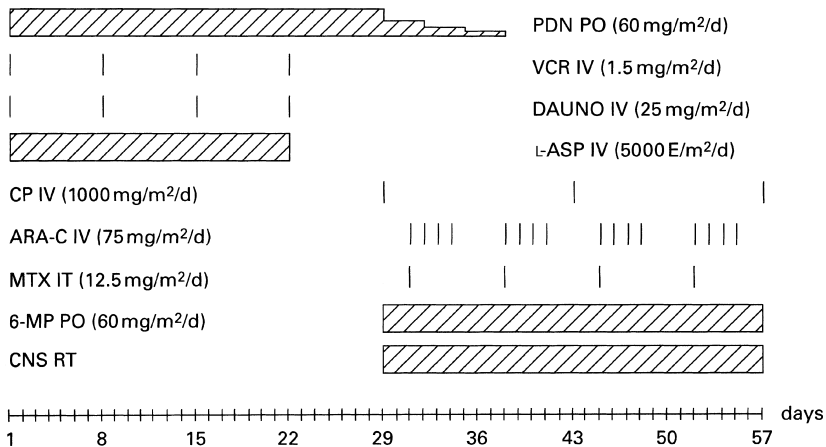 PDN PO (60 mg/m²/d)
VCR IV (1.5 mg/m²/d)
DAUNO IV (25 mg/m²/d)
L-ASP IV (5000 E/m²/d)
CP IV (1000 mg/m²/d)
ARA-C IV (75 mg/m²/d)
MTX IT (12.5 mg/m²/d)
6-MP PO (60 mg/m²/d)
CNS RT
days
1 8 15 22 29 36 43 50 57